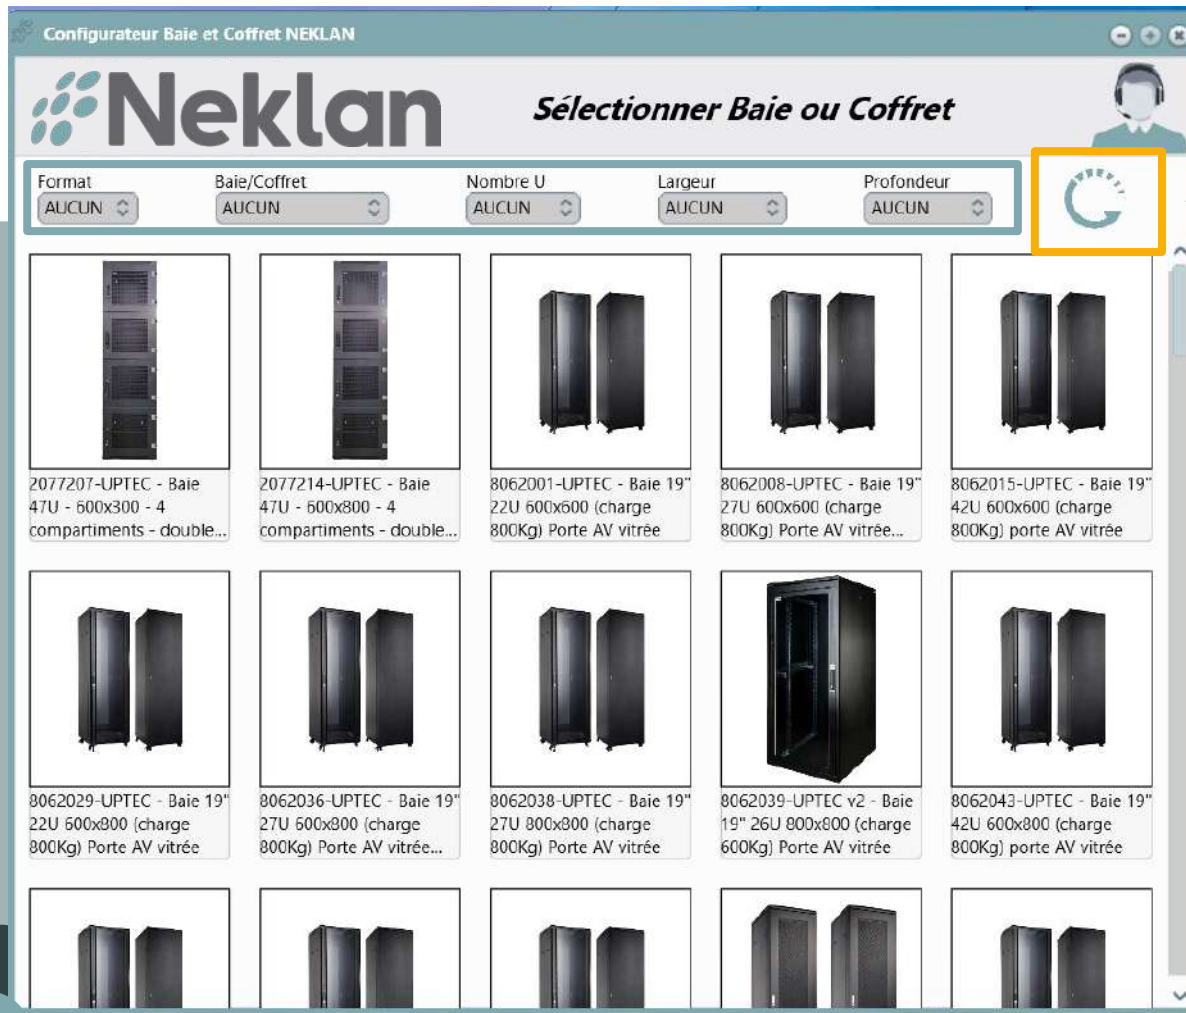 Configurateur Baie et Coffret NEKLAN
Neklan
Sélectionner Baie ou Coffret
Format
Baie/Coffret
Nombre U
Largeur
Profondeur
AUCUN
AUCUN
AUCUN
AUCUN
AUCUN
2077207-UPTEC - Baie
47U - 600x300 - 4
compartiments - double...
2077214-UPTEC - Baie
47U - 600x800 - 4
compartiments - double...
8062001-UPTEC - Baie 19"
22U 600x600 (charge
800Kg) Porte AV vitrée
8062008-UPTEC - Baie 19"
27U 600x600 (charge
800Kg) Porte AV vitrée...
8062015-UPTEC - Baie 19"
42U 600x600 (charge
800Kg) porte AV vitrée
8062029-UPTEC - Baie 19"
22U 600x800 (charge
800Kg) Porte AV vitrée
8062036-UPTEC - Baie 19"
27U 600x800 (charge
800Kg) Porte AV vitrée...
8062038-UPTEC - Baie 19"
27U 800x800 (charge
800Kg) Porte AV vitrée
8062039-UPTEC v2 - Baie
19" 26U 800x800 (charge
600Kg) Porte AV vitrée
8062043-UPTEC - Baie 19"
42U 600x800 (charge
800Kg) porte AV vitrée